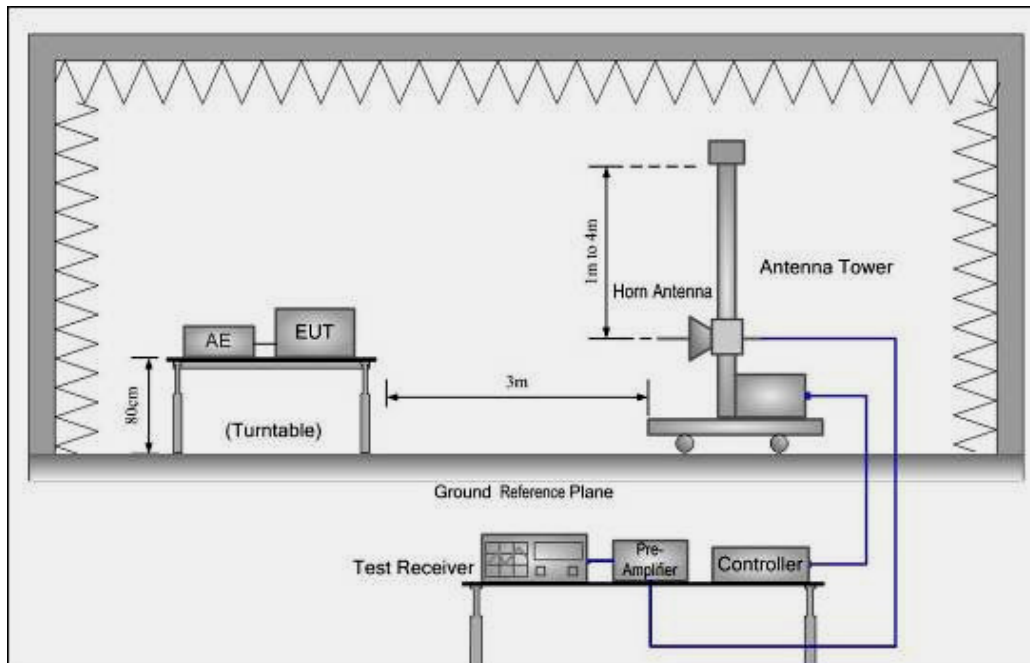 1m to 4m
Antenna Tower
Horn Antenna
AE
EUT
3m
80cm
(Turntable)
Ground Reference Plane
Test Receiver
Pre-
Amplifier
Controller